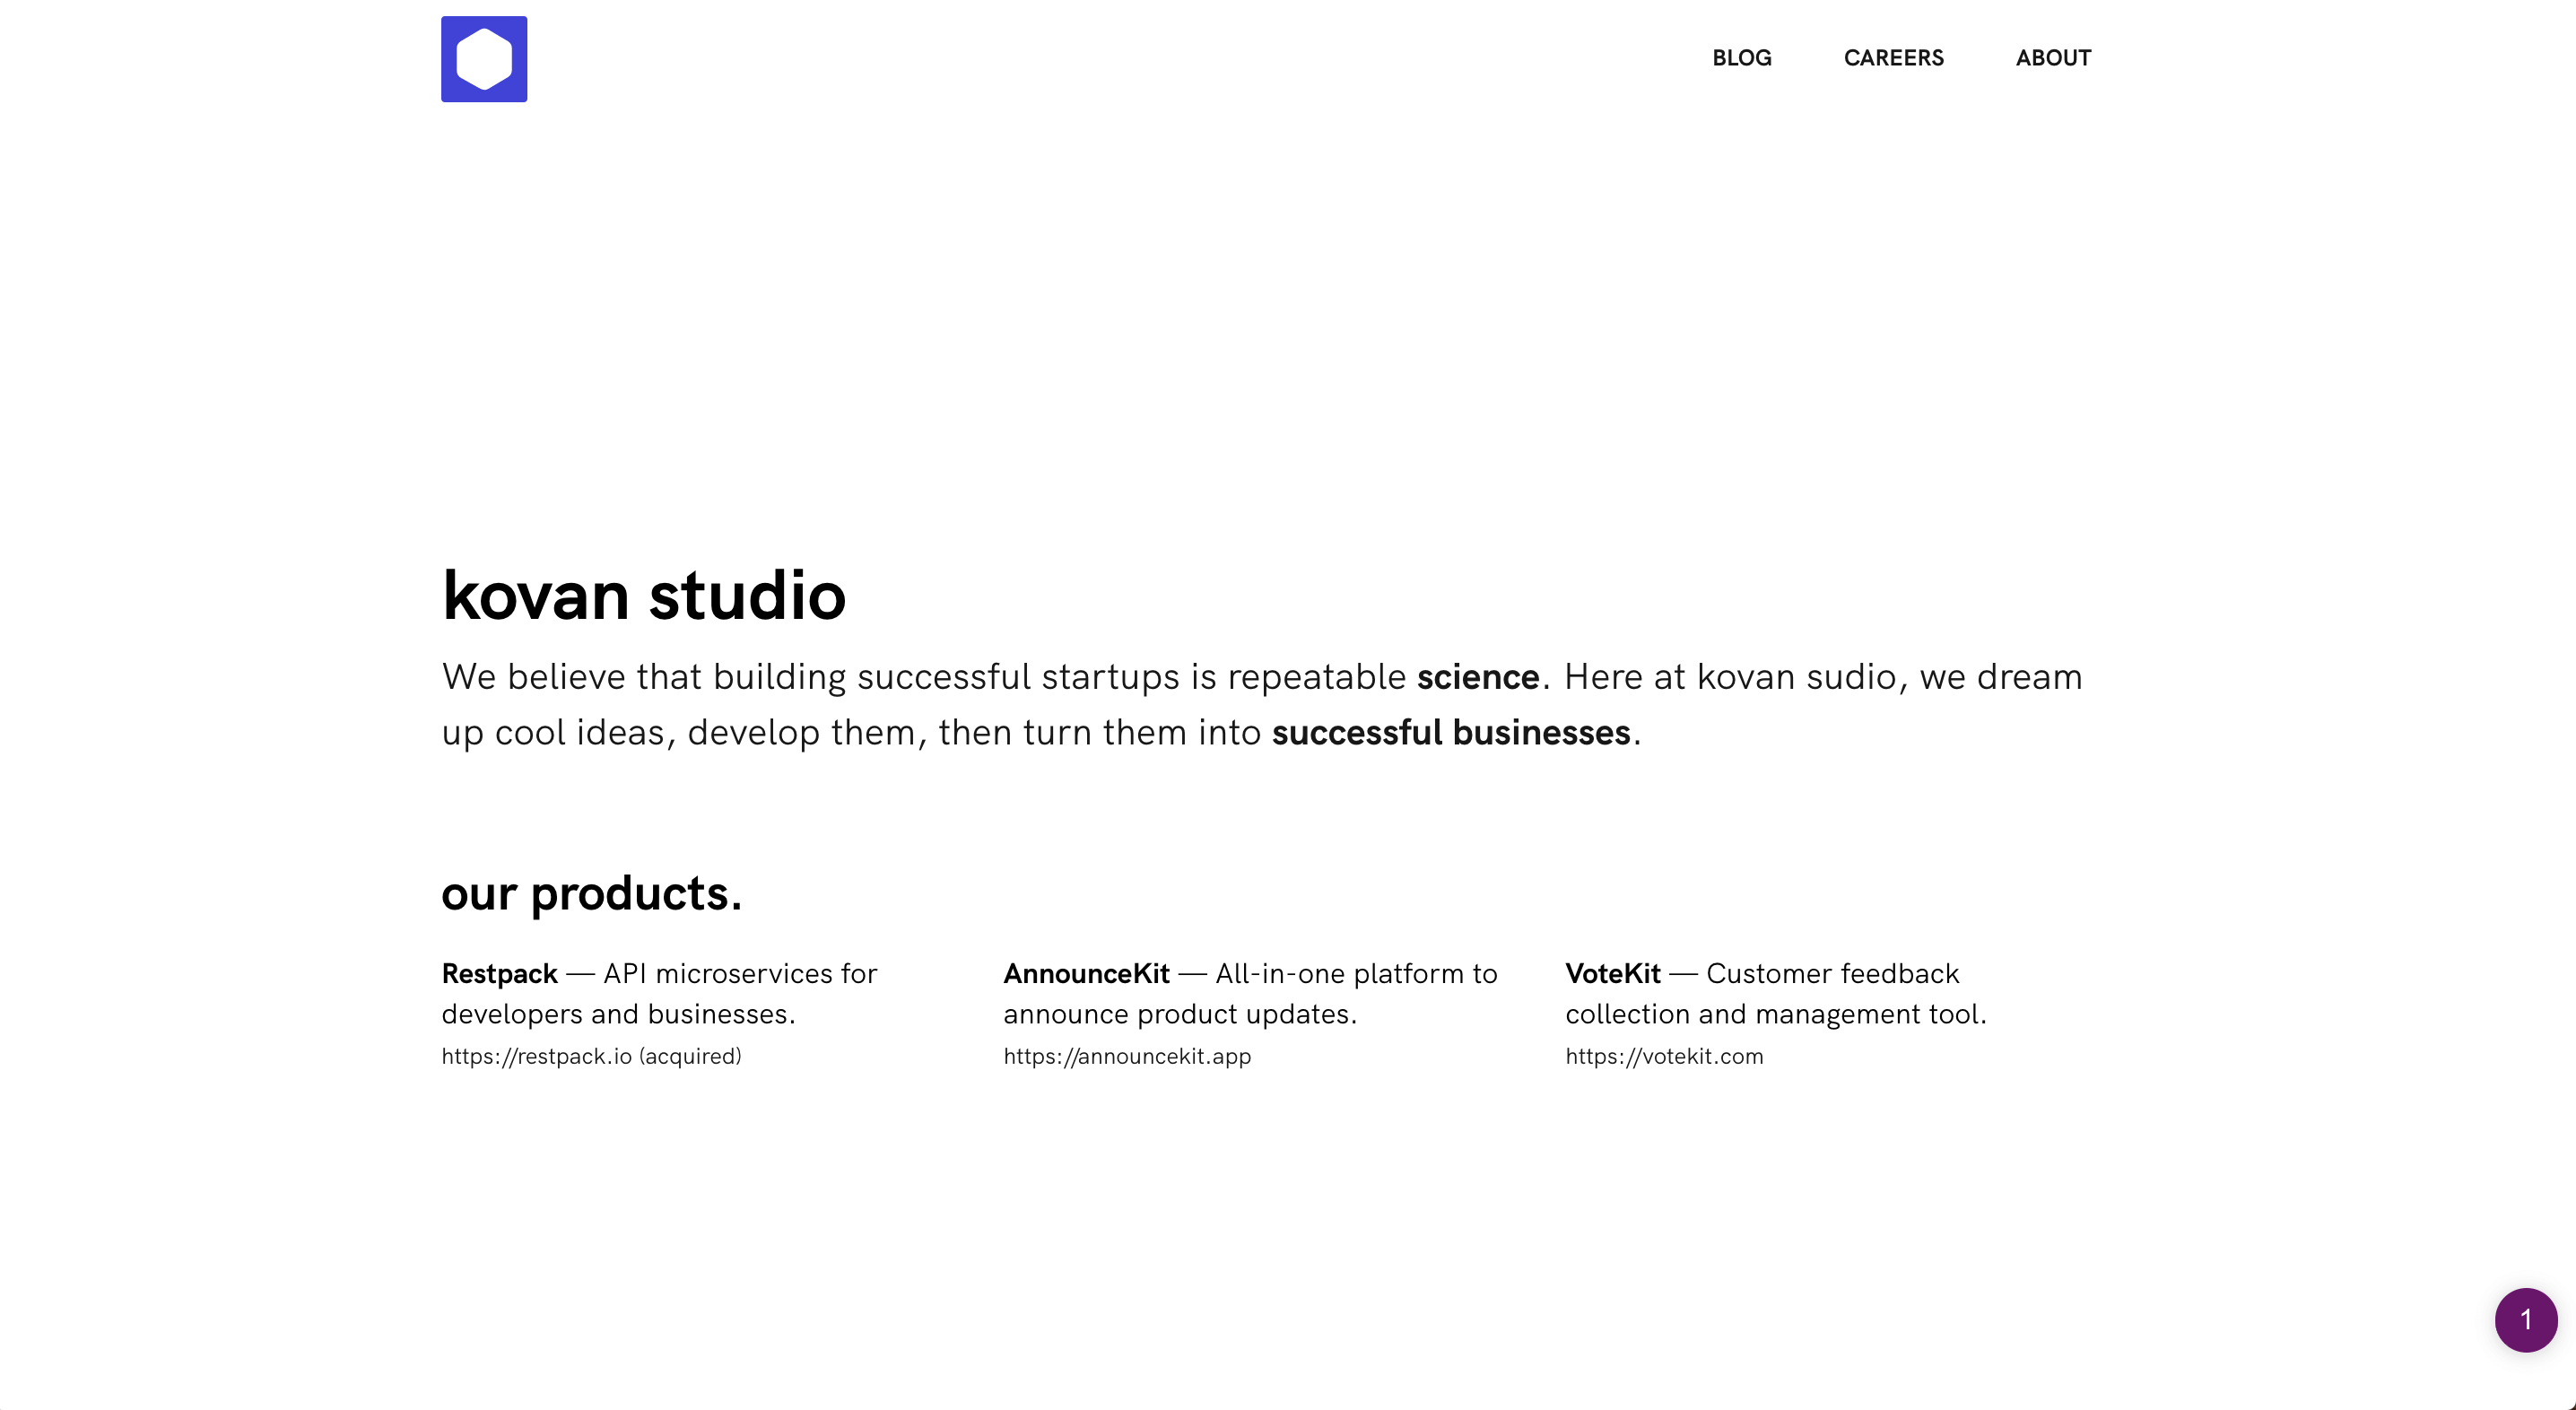 BLOG CAREERS ABOUT
kovan studio
We believe that building successful startups is repeatable science. Here at kovan sudio, we dream
up cool ideas, develop them, then turn them into successful businesses.
our products.
Restpack — API microservices for
developers and businesses.
https://restpack.io (acquired)
AnnounceKit — All-in-one platform to
announce product updates.
https://announcekit.app
VoteKit — Customer feedback
collection and management tool.
https://votekit.com
1